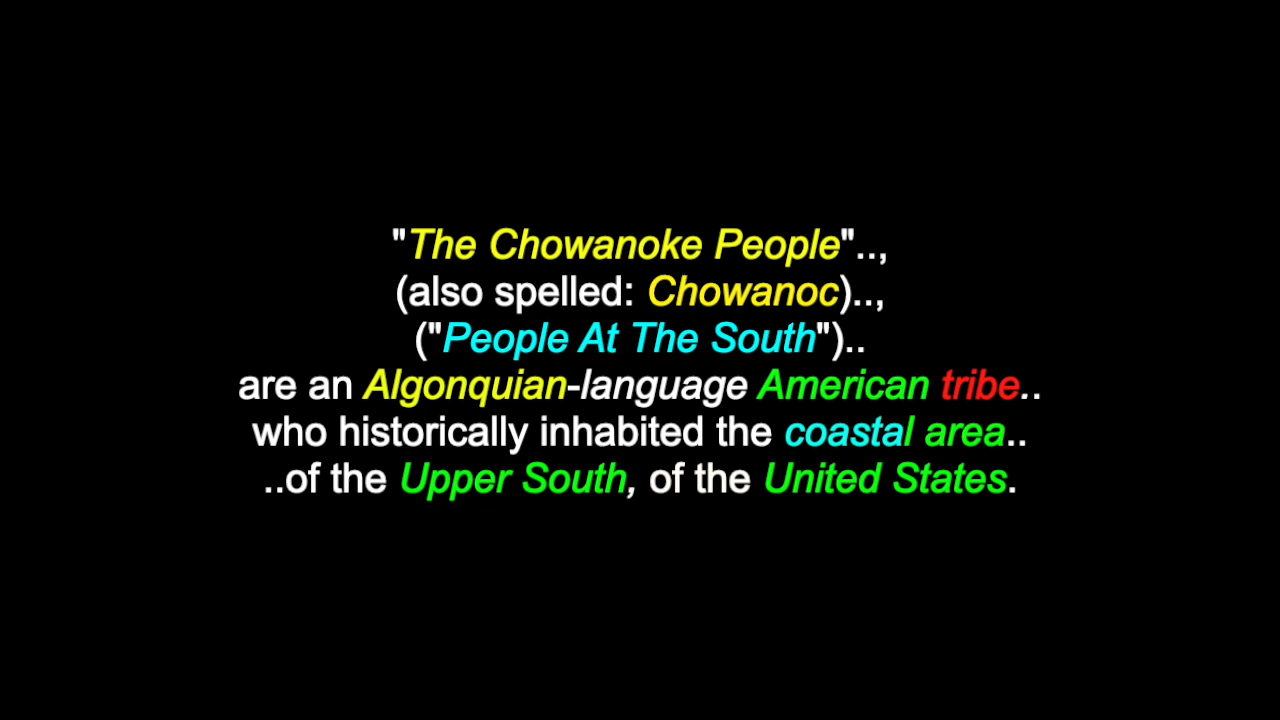 "The Chowanoke People"..,
(also spelled: Chowanoc)..,
("People At The South")..
are an Algonquian-language American tribe..
who historically inhabited the coastal area..
..of the Upper South, of the United States.